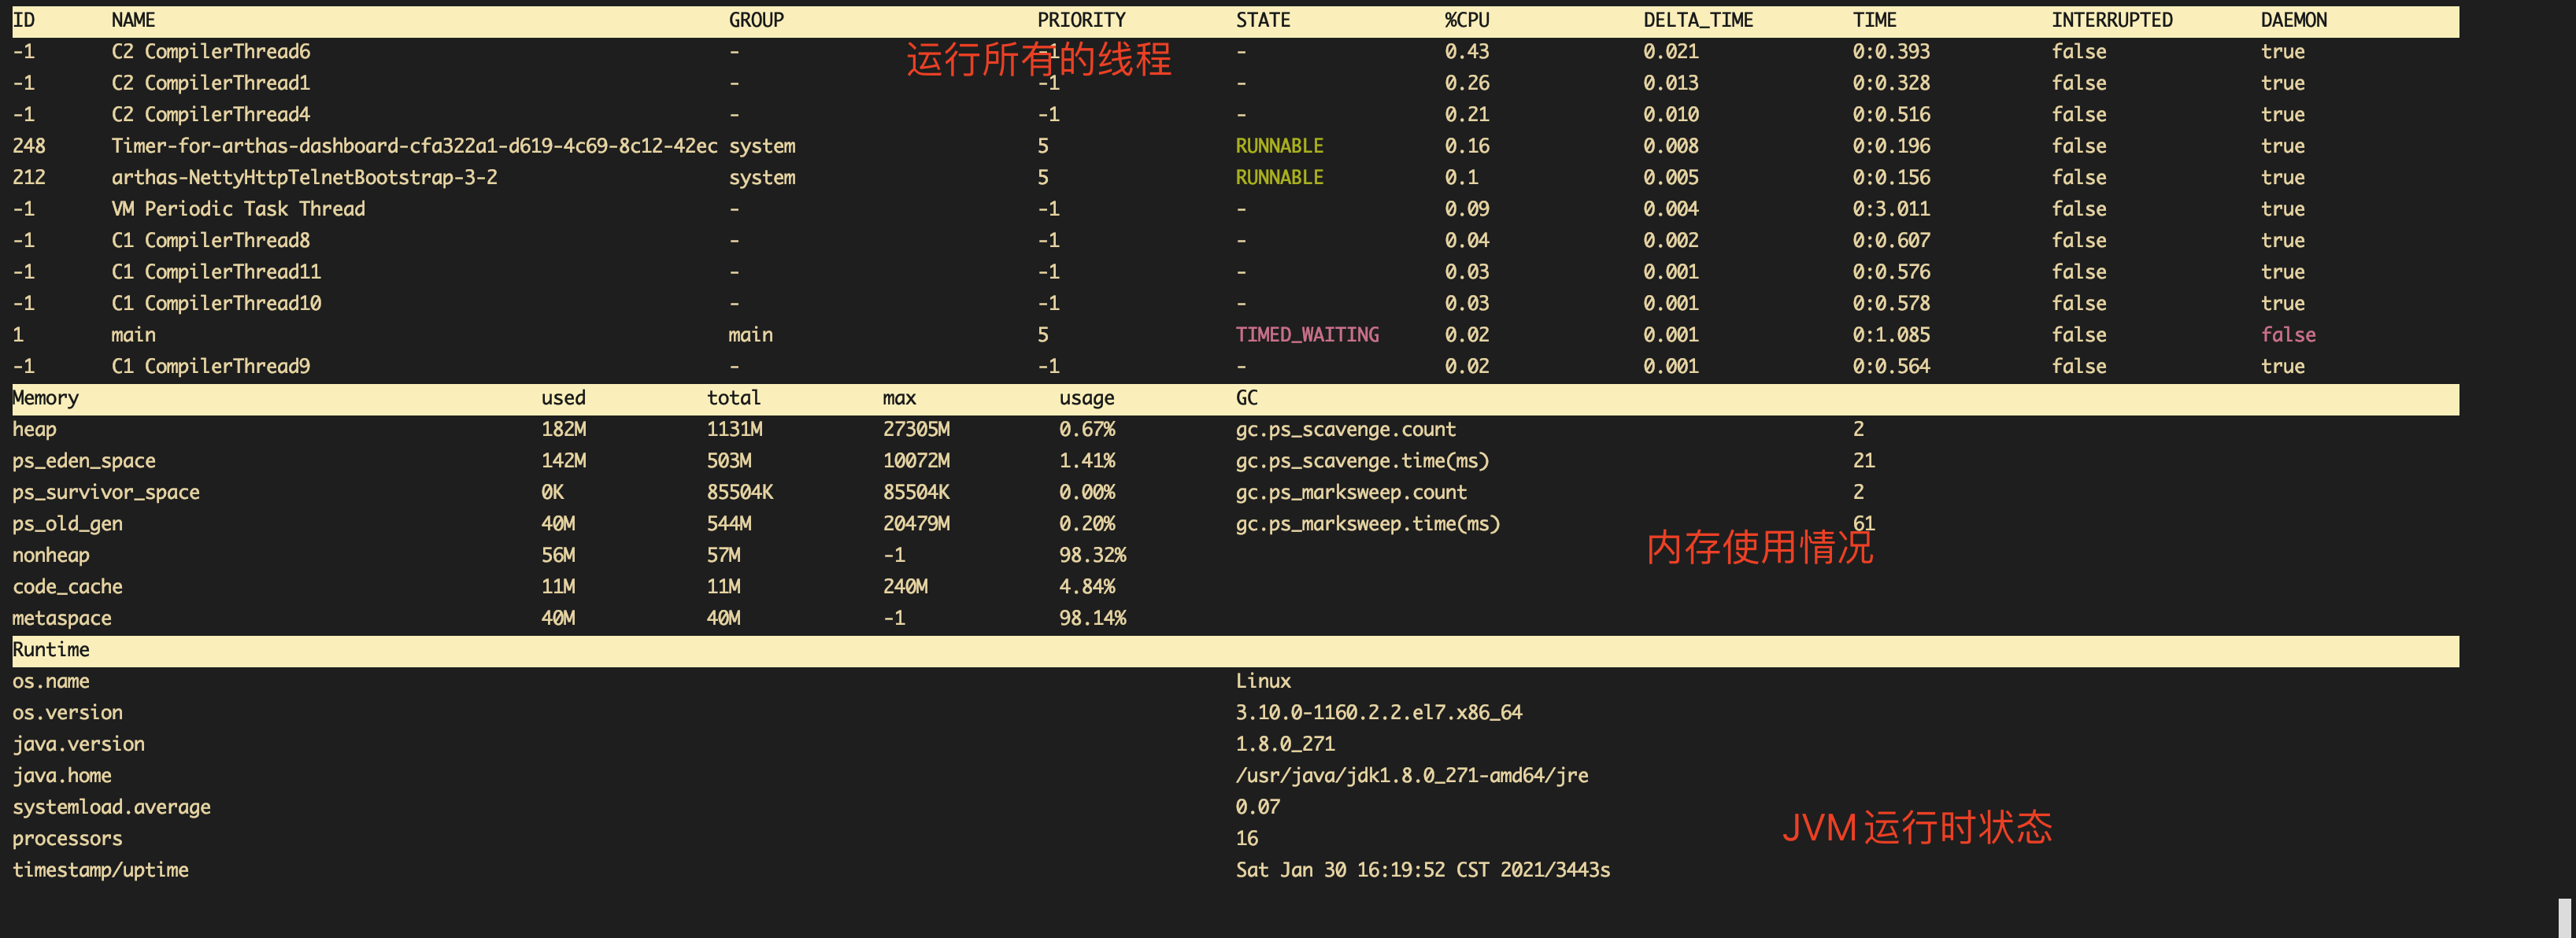 ID NAME GROUP PRIORITY STATE %CPU DELTA_TIME TIME INTERRUPTED DAEMON
-1 C2 CompilerThread6 - -1 - 0.43 0.021 0:0.393 false true
运行所有的线程
-1 C2 CompilerThread1 - -1 - 0.26 0.013 0:0.328 false true
-1 C2 CompilerThread4 - -1 - 0.21 0.010 0:0.516 false true
248 Timer-for-arthas-dashboard-cfa322a1-d619-4c69-8c12-42ec system 5 RUNNABLE 0.16 0.008 0:0.196 false true
212 arthas-NettyHttpTelnetBootstrap-3-2 system 5 RUNNABLE 0.1 0.005 0:0.156 false true
-1 VM Periodic Task Thread - -1 - 0.09 0.004 0:3.011 false true
-1 C1 CompilerThread8 - -1 - 0.04 0.002 0:0.607 false true
-1 C1 CompilerThread11 - -1 - 0.03 0.001 0:0.576 false true
-1 C1 CompilerThread10 - -1 - 0.03 0.001 0:0.578 false true
1 main main 5 TIMED_WAITING 0.02 0.001 0:1.085 false false
-1 C1 CompilerThread9 - -1 - 0.02 0.001 0:0.564 false true
Memory used total max usage GC
heap 182M 1131M 27305M 0.67% gc.ps_scavenge.count 2
ps_eden_space 142M 503M 10072M 1.41% gc.ps_scavenge.time(ms) 21
ps_survivor_space 0K 85504K 85504K 0.00% gc.ps_marksweep.count 2
ps_old_gen 40M 544M 20479M 0.20% gc.ps_marksweep.time(ms) 61
内存使用情况
nonheap 56M 57M -1 98.32%
code_cache 11M 11M 240M 4.84%
metaspace 40M 40M -1 98.14%
Runtime
os.name Linux
os.version 3.10.0-1160.2.2.el7.x86_64
java.version 1.8.0_271
java.home /usr/java/jdk1.8.0_271-amd64/jre
systemload.average 0.07
JVM运行时状态
processors 16
timestamp/uptime Sat Jan 30 16:19:52 CST 2021/3443s